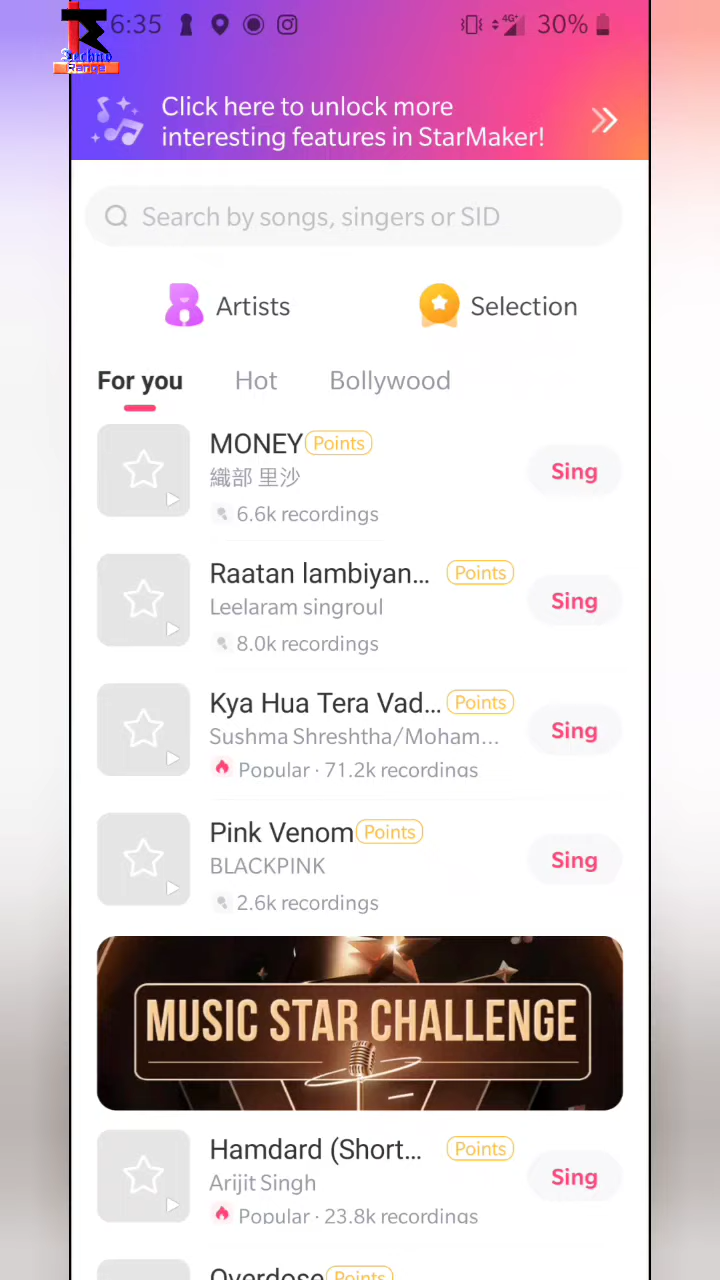 6:35
4G+
30%
Techno
Range
Click here to unlock more
interesting features in StarMaker!
Search by songs, singers or SID
Artists
Selection
For you
Hot
Bollywood
MONEY Points
織部 里沙
6.6k recordings
Sing
Raatan lambiyan... Points
Leelaram singroul
8.0k recordings
Sing
Kya Hua Tera Vad... Points
Sushma Shreshtha/Moham...
Popular · 71.2k recordings
Sing
Pink Venom Points
BLACKPINK
2.6k recordings
Sing
MUSIC STAR CHALLENGE
Hamdard (Short... Points
Arijit Singh
Popular · 23.8k recordings
Sing
Overdose Points